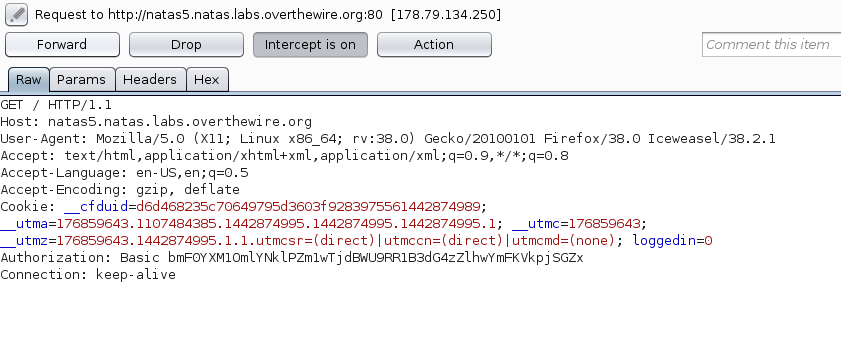 Request to http://natas5.natas.labs.overthewire.org:80 [178.79.134.250]
Forward Drop Intercept is on Action Comment this item
Raw Params Headers Hex
GET / HTTP/1.1
Host: natas5.natas.labs.overthewire.org
User-Agent: Mozilla/5.0 (X11; Linux x86_64; rv:38.0) Gecko/20100101 Firefox/38.0 Iceweasel/38.2.1
Accept: text/html,application/xhtml+xml,application/xml;q=0.9,*/*;q=0.8
Accept-Language: en-US,en;q=0.5
Accept-Encoding: gzip, deflate
Cookie: __cfduid=d6d468235c70649795d3603f9283975561442874989;
__utma=176859643.1107484385.1442874995.1442874995.1442874995.1; __utmc=176859643;
__utmz=176859643.1442874995.1.1.utmcsr=(direct)|utmccn=(direct)|utmcmd=(none); loggedin=0
Authorization: Basic bmF0YXM1OmlYNklPZm1wTjdBWU9RR1B3dG4zZlhwYmFKVkpjSGZx
Connection: keep-alive